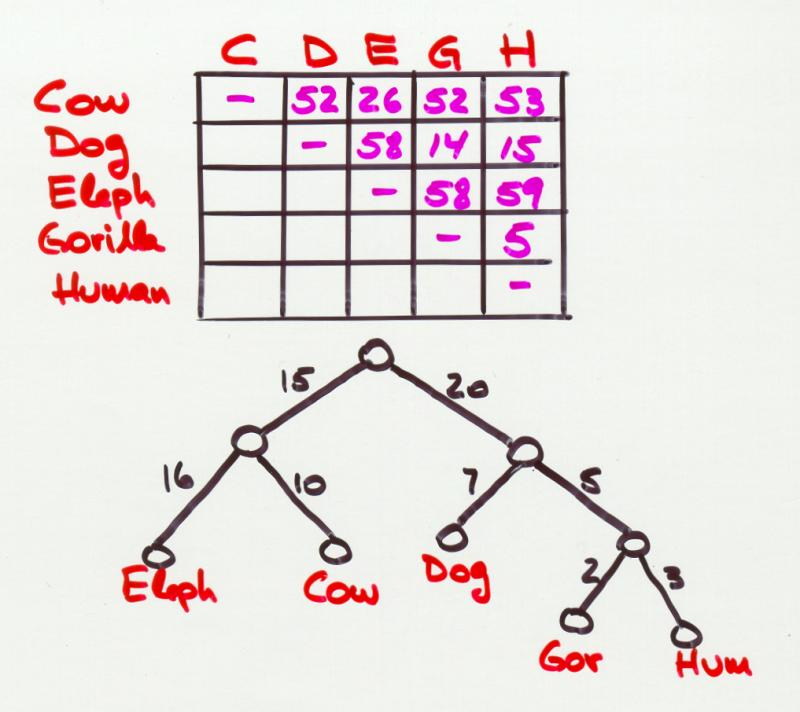 C D E G H
Cow - 52 26 52 53
Dog - 58 14 15
Eleph - 58 59
Gorilla - 5
Human -
15 20
16 10 7 5
Eleph Cow Dog 2 3
Gor Hum